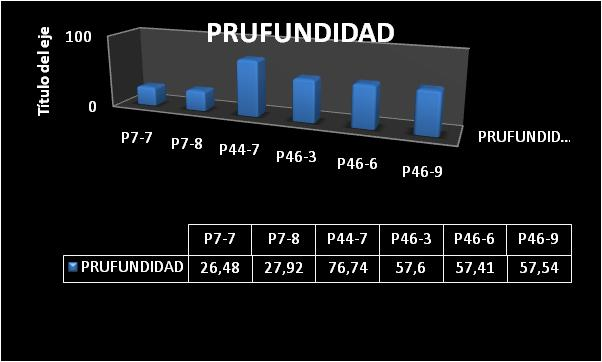 PRUFUNDIDAD
100
0
Título del eje
P7-7
P7-8
P44-7
P46-3
P46-6
P46-9
PRUFUNDID...
P7-7 P7-8 P44-7 P46-3 P46-6 P46-9
PRUFUNDIDAD 26,48 27,92 76,74 57,6 57,41 57,54